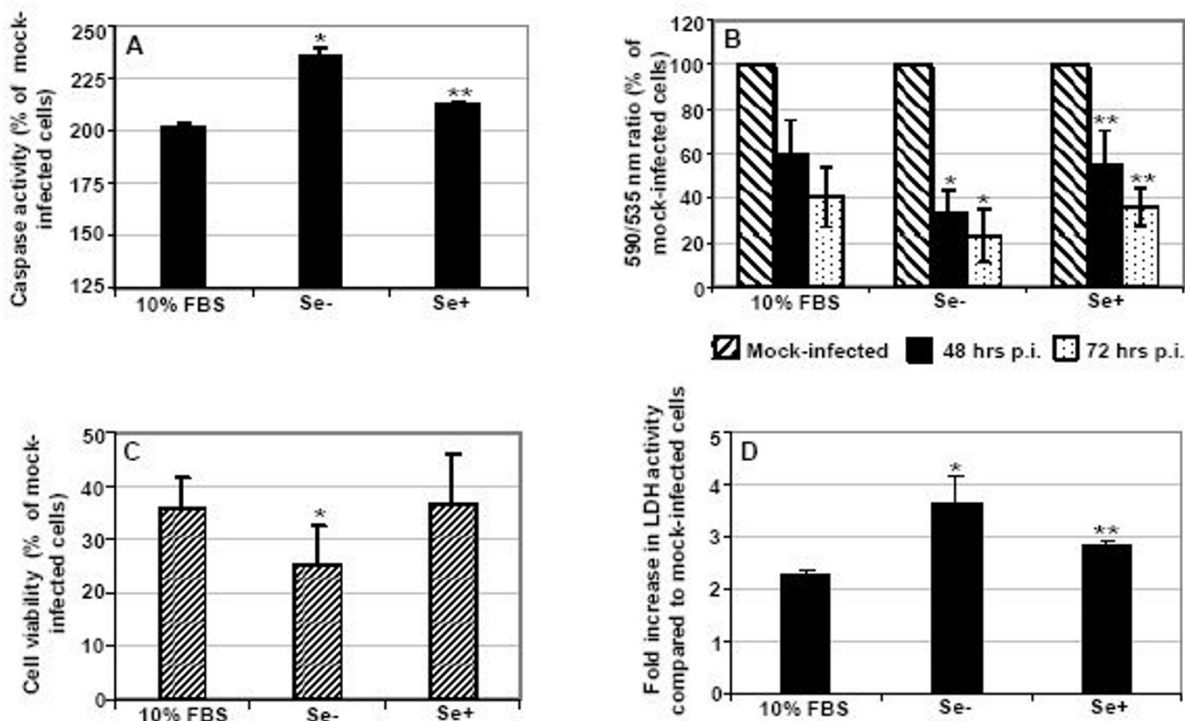 Caspase activity (% of mock-
infected cells)
A
250
225
200
175
150
125
*
**
10% FBS Se- Se+
590/535 nm ratio (% of
mock-infected cells)
B
120
100
80
60
40
20
0
*
*
**
**
10% FBS Se- Se+
Mock-infected 48 hrs p.i. 72 hrs p.i.
Cell viability (% of mock-
infected cells)
C
50
40
30
20
10
0
*
10% FBS Se- Se+
Fold increase in LDH activity
compared to mock-infected cells
D
5
4
3
2
1
0
*
**
10% FBS Se- Se+